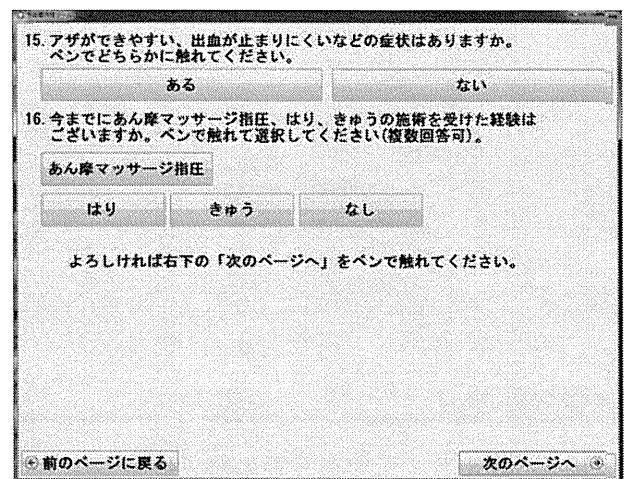 15. アザができやすい、出血が止まりにくいなどの症状はありますか。
ペンでどちらかに触れてください。
ある ない
16. 今までにあん摩マッサージ指圧、はり、きゅうの施術を受けた経験は
ございますか。ペンで触れて選択してください(複数回答可)。
あん摩マッサージ指圧
はり きゅう なし
よろしければ右下の「次のページへ」をペンで触れてください。
前のページに戻る 次のページへ